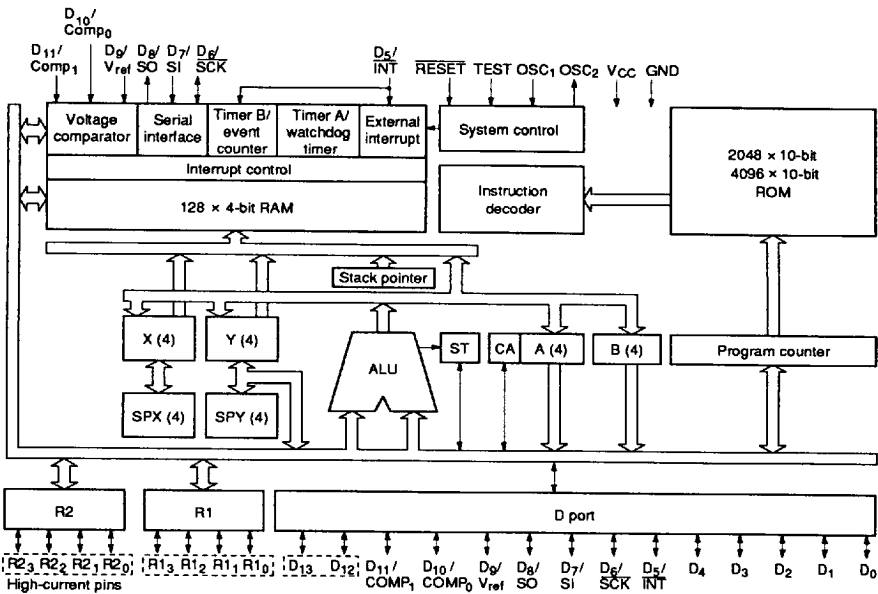 D10/
Comp0
D11/
Comp1
D9/
Vref
D8/
SO
D7/
SI
D6/
SCK
D5/
INT
RESET TEST OSC1 OSC2 VCC GND
Voltage
comparator
Serial
interface
Timer B/
event
counter
Timer A/
watchdog
timer
External
interrupt
System control
2048 × 10-bit
4096 × 10-bit
ROM
Interrupt control
128 × 4-bit RAM
Instruction
decoder
Stack pointer
X (4)
Y (4)
ALU
ST
CA
A (4)
B (4)
Program counter
SPX (4)
SPY (4)
R2
R1
D port
R23 R22 R21 R20
High-current pins
R13 R12 R11 R10
D13
D12
D11/
COMP1
D10/
COMP0
D9/
Vref
D8/
SO
D7/
SI
D6/
SCK
D5/
INT
D4
D3
D2
D1
D0